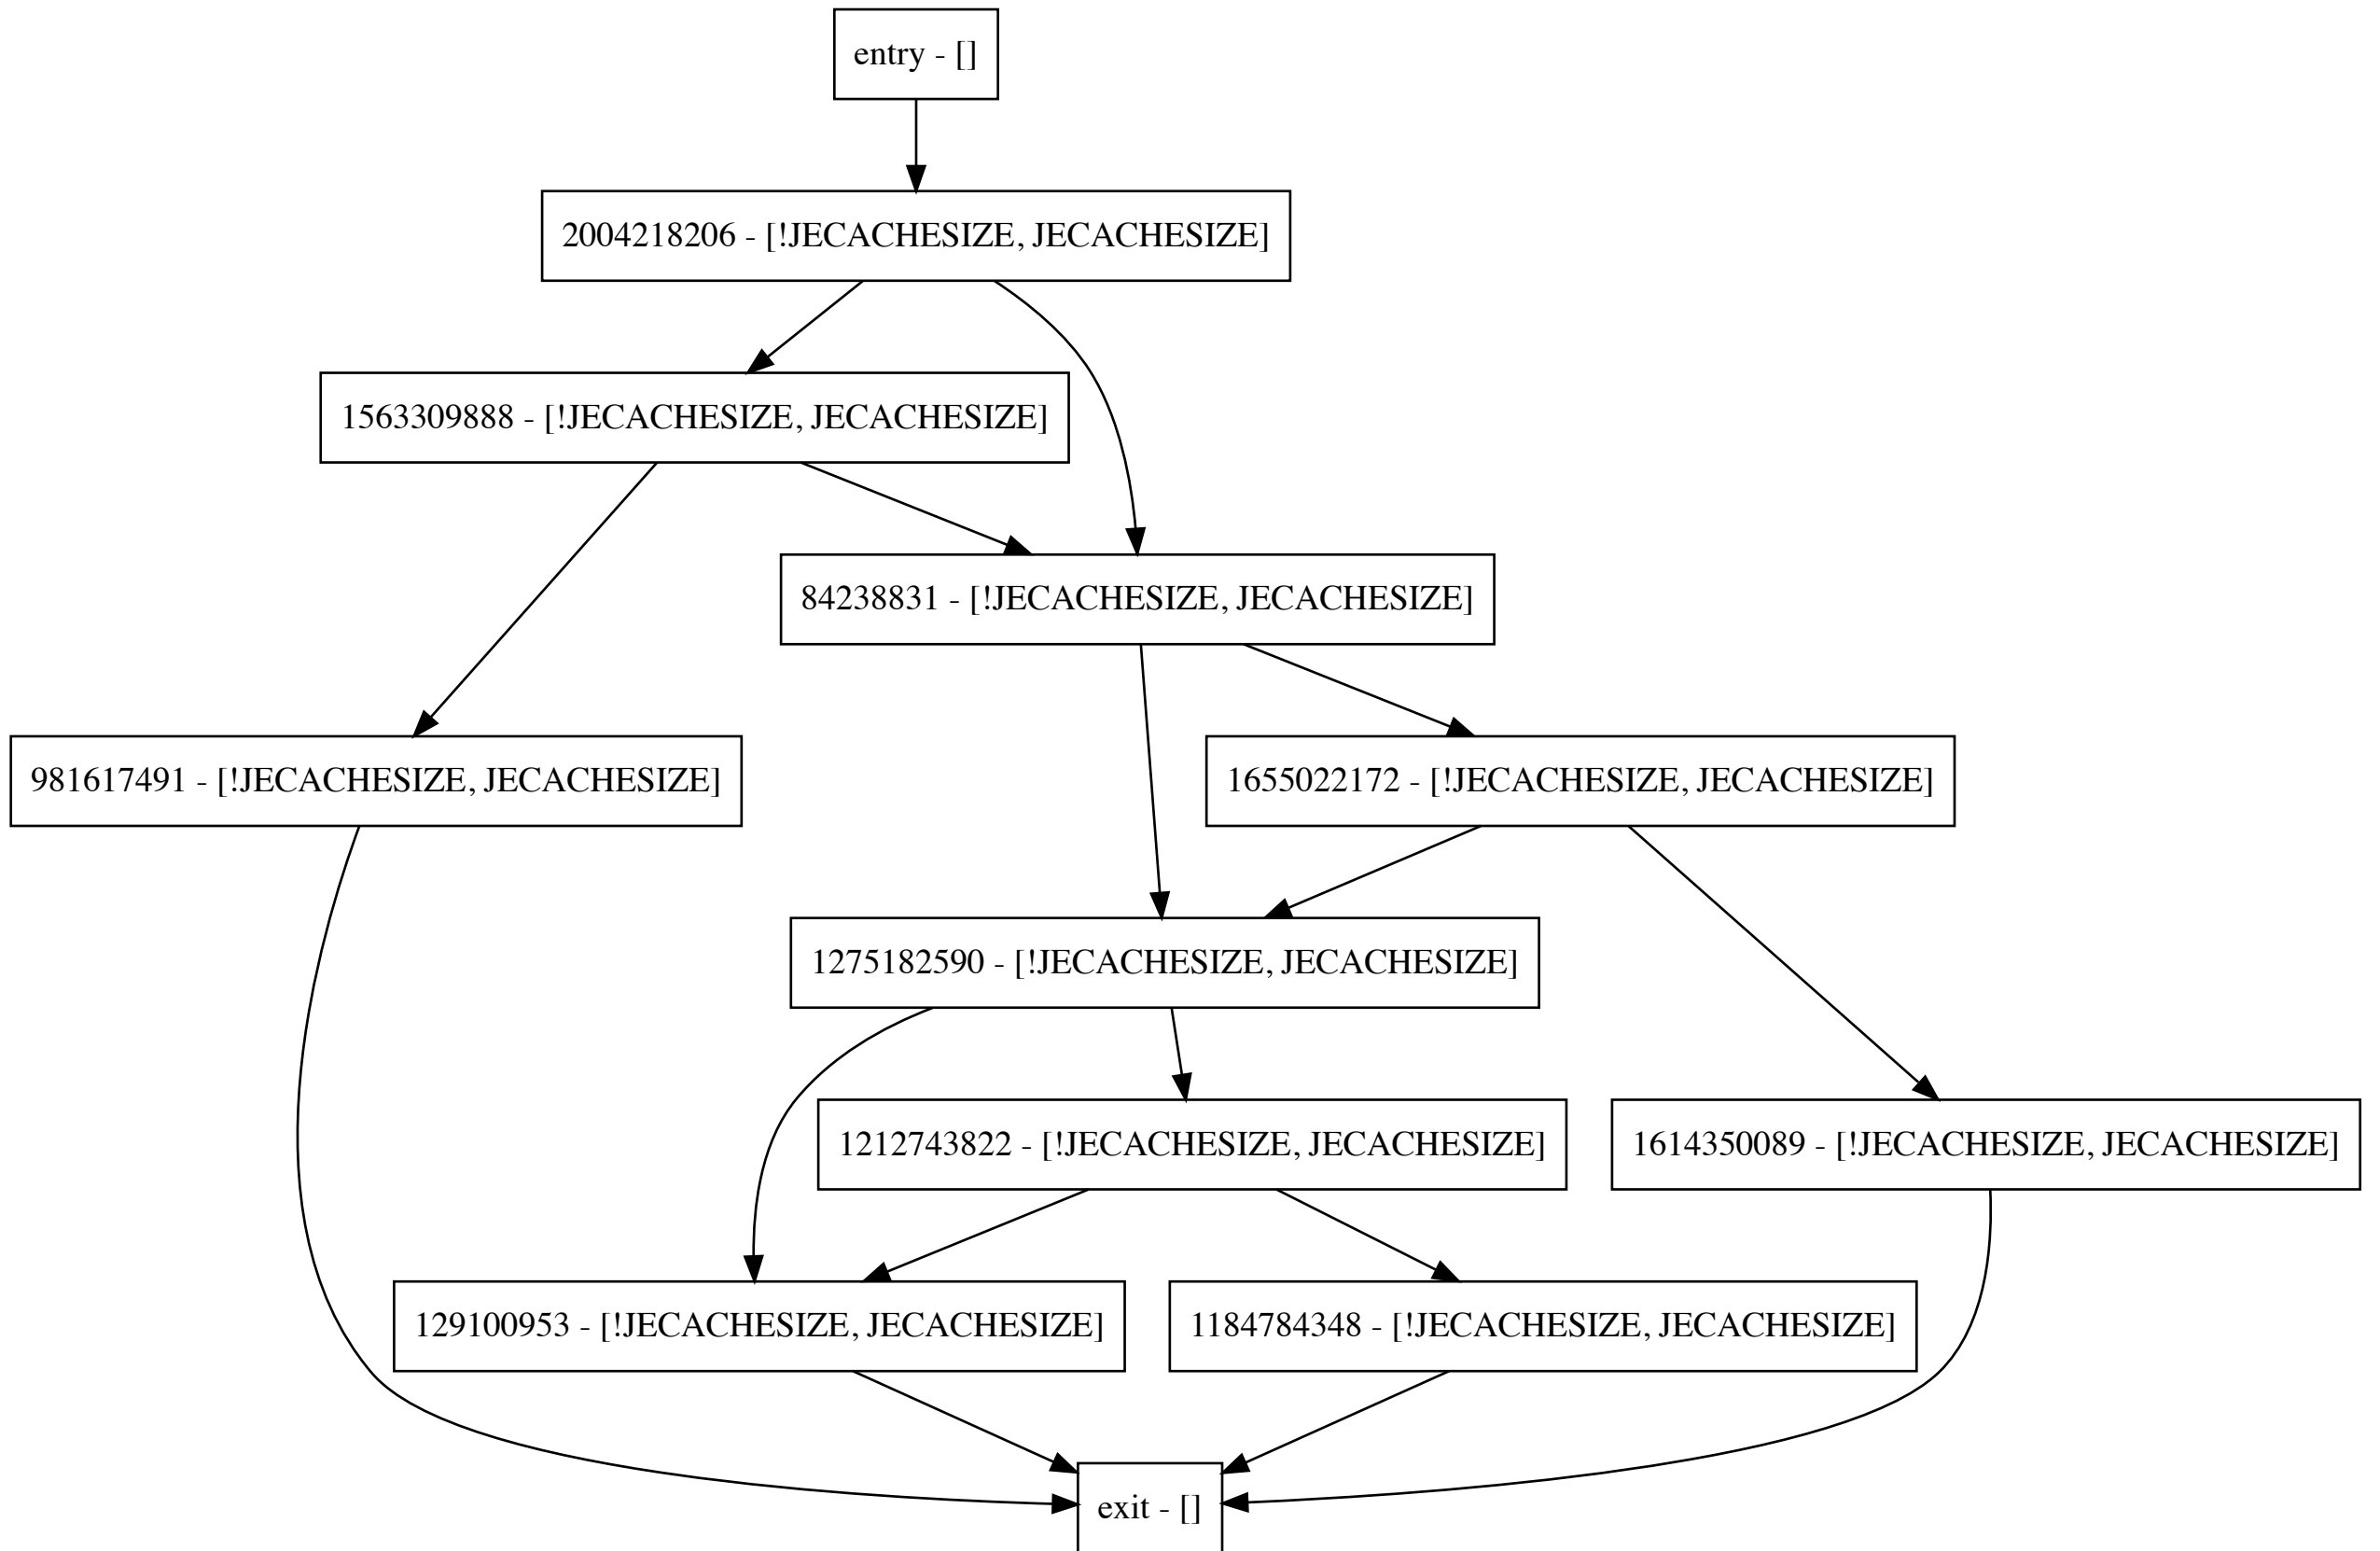 entry - []
2004218206 - [!JECACHESIZE, JECACHESIZE]
1563309888 - [!JECACHESIZE, JECACHESIZE]
84238831 - [!JECACHESIZE, JECACHESIZE]
981617491 - [!JECACHESIZE, JECACHESIZE]
1655022172 - [!JECACHESIZE, JECACHESIZE]
1275182590 - [!JECACHESIZE, JECACHESIZE]
1212743822 - [!JECACHESIZE, JECACHESIZE]
1614350089 - [!JECACHESIZE, JECACHESIZE]
129100953 - [!JECACHESIZE, JECACHESIZE]
1184784348 - [!JECACHESIZE, JECACHESIZE]
exit - []